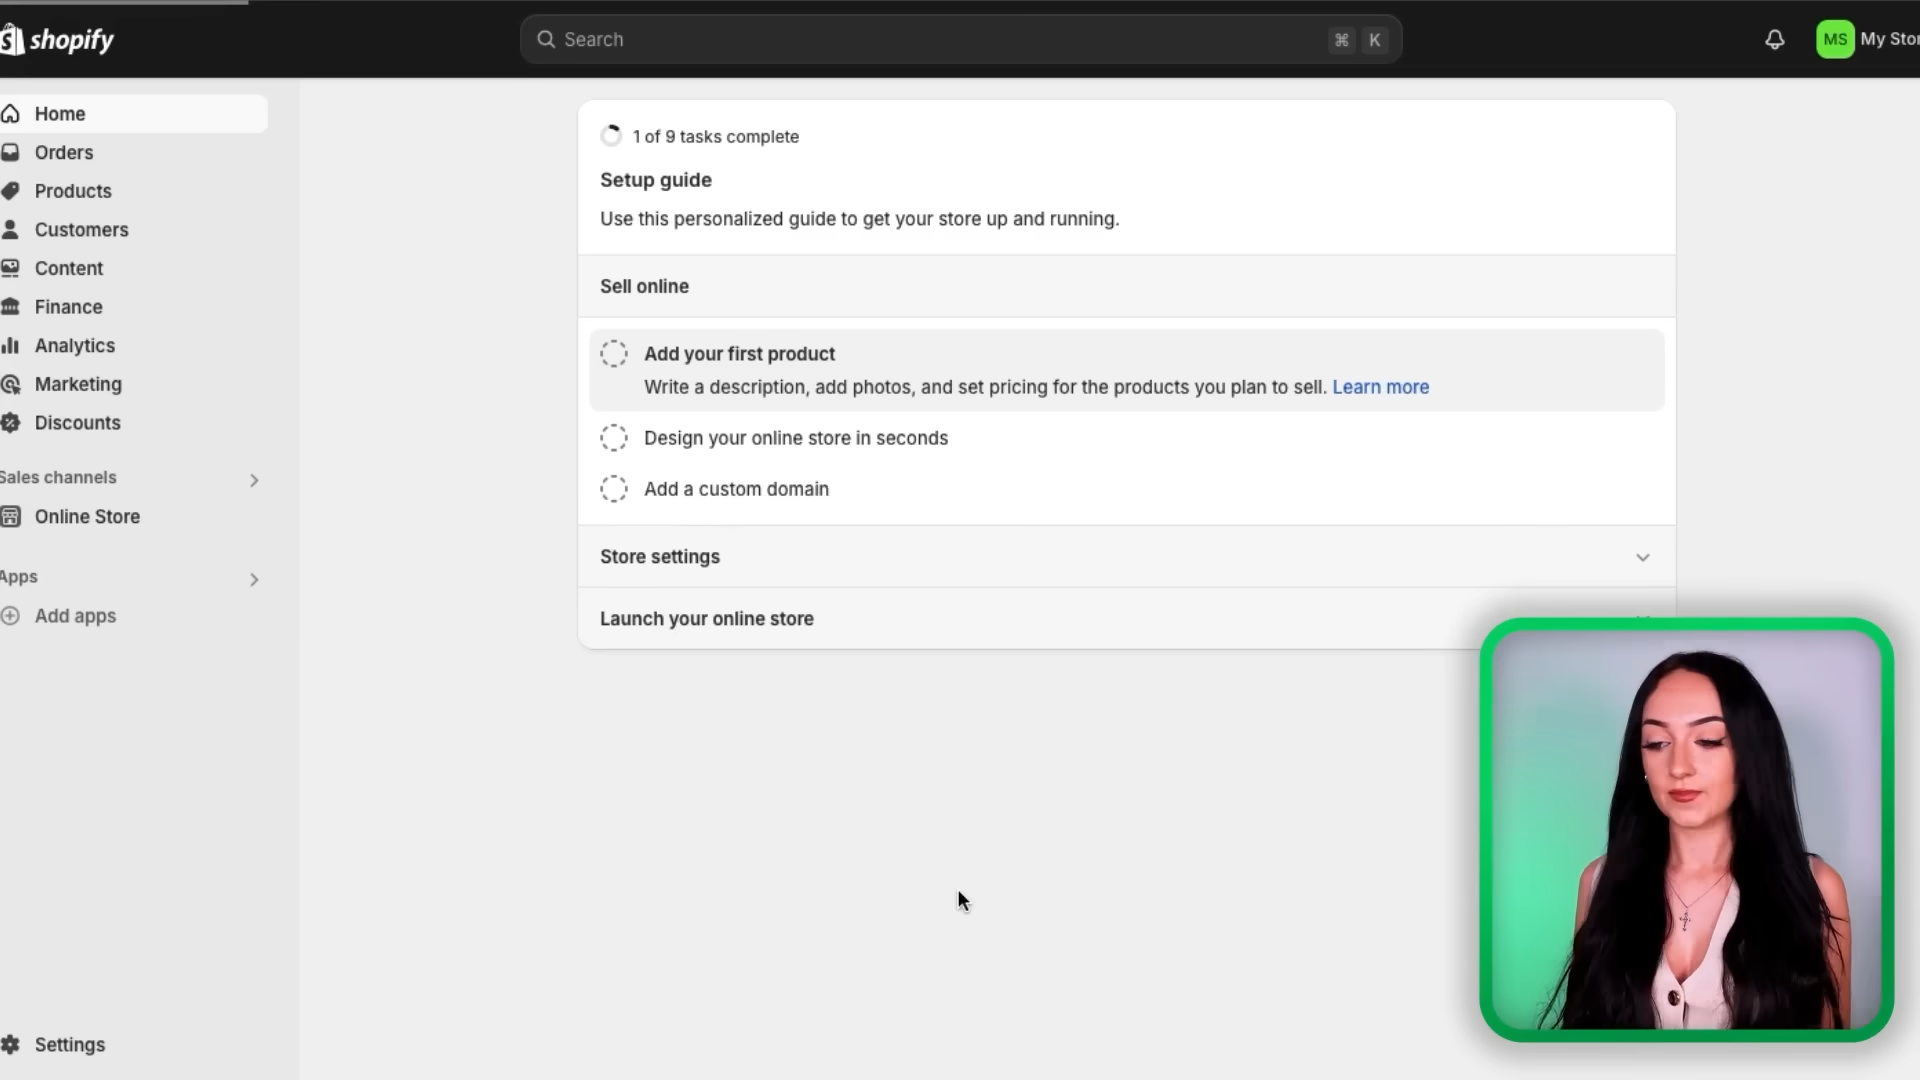 shopify
Search
⌘ K
MS My Stor
Home
Orders
Products
Customers
Content
Finance
Analytics
Marketing
Discounts
Sales channels
Online Store
Apps
Add apps
Settings
1 of 9 tasks complete
Setup guide
Use this personalized guide to get your store up and running.
Sell online
Add your first product
Write a description, add photos, and set pricing for the products you plan to sell. Learn more
Design your online store in seconds
Add a custom domain
Store settings
Launch your online store